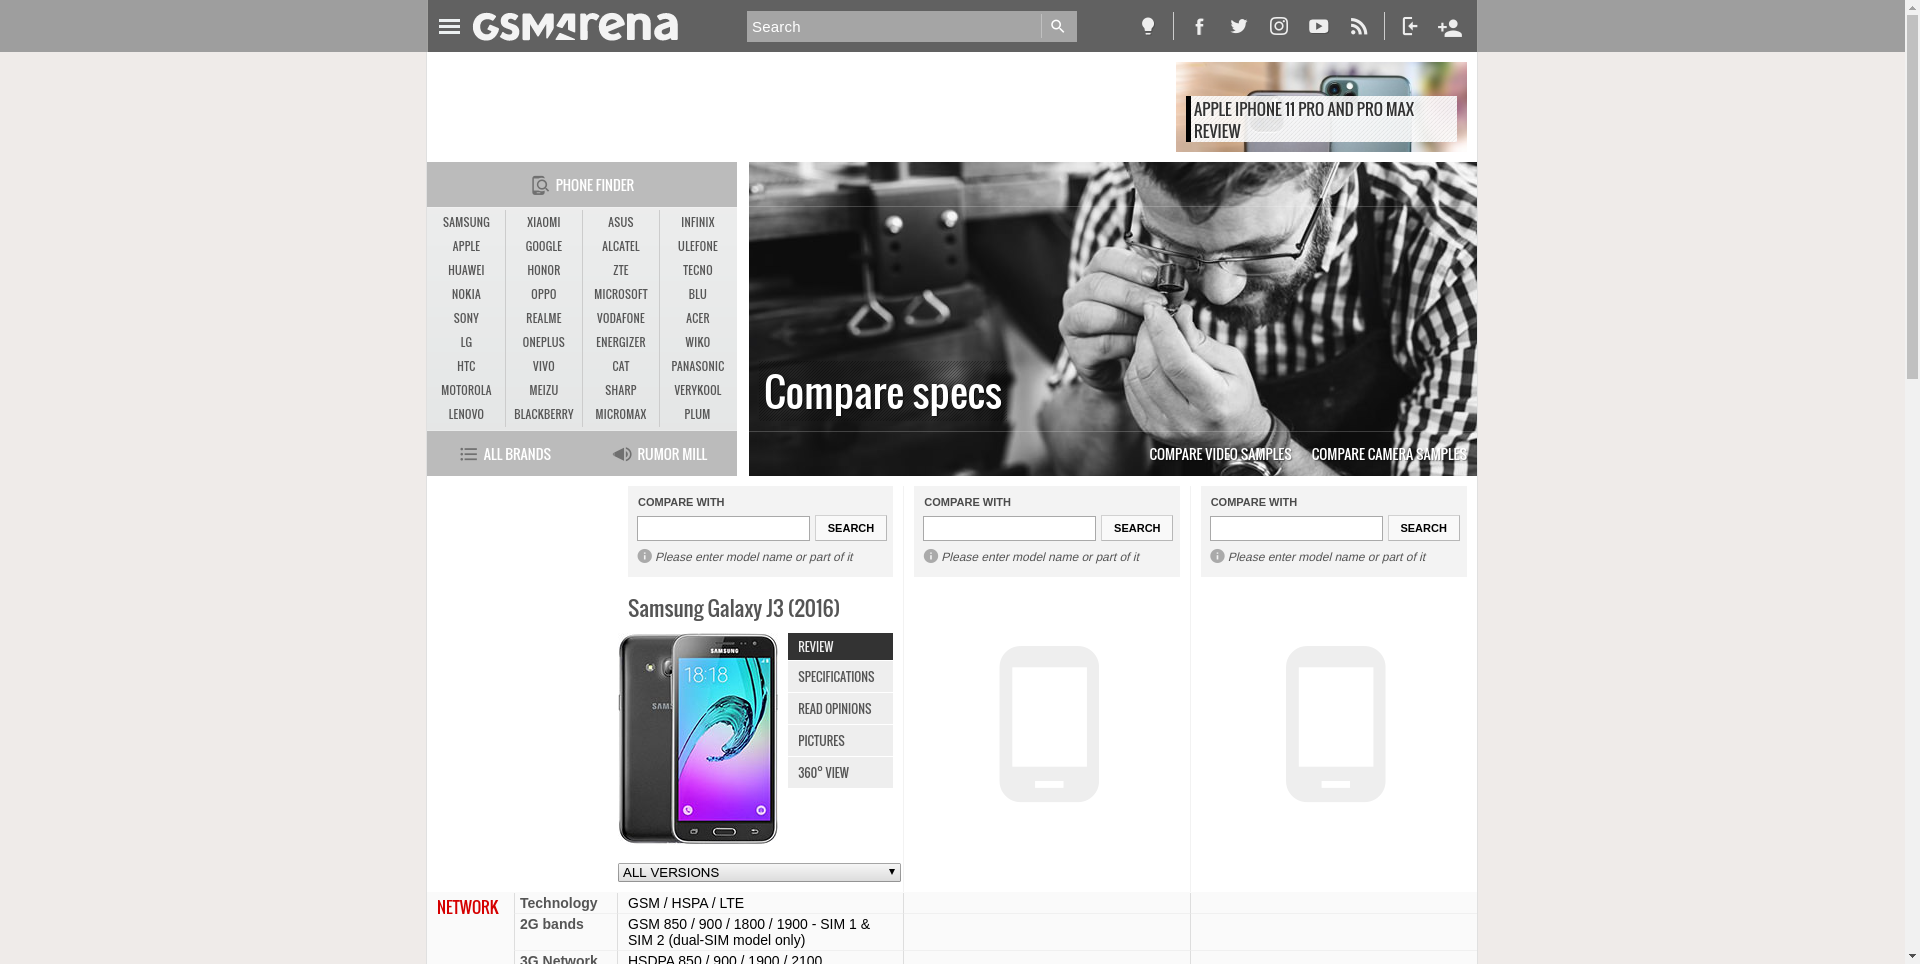 GSMArena
Search
APPLE IPHONE 11 PRO AND PRO MAX
REVIEW
PHONE FINDER
SAMSUNG XIAOMI ASUS INFINIX
APPLE GOOGLE ALCATEL ULEFONE
HUAWEI HONOR ZTE TECNO
NOKIA OPPO MICROSOFT BLU
SONY REALME VODAFONE ACER
LG ONEPLUS ENERGIZER WIKO
HTC VIVO CAT PANASONIC
MOTOROLA MEIZU SHARP VERYKOOL
LENOVO BLACKBERRY MICROMAX PLUM
ALL BRANDS RUMOR MILL
Compare specs
COMPARE VIDEO SAMPLES COMPARE CAMERA SAMPLES
COMPARE WITH COMPARE WITH COMPARE WITH
SEARCH SEARCH SEARCH
Please enter model name or part of it Please enter model name or part of it Please enter model name or part of it
Samsung Galaxy J3 (2016)
SAMSUNG
18:18
SAMS
REVIEW
SPECIFICATIONS
READ OPINIONS
PICTURES
360° VIEW
ALL VERSIONS
NETWORK Technology GSM / HSPA / LTE
2G bands GSM 850 / 900 / 1800 / 1900 - SIM 1 &
SIM 2 (dual-SIM model only)
3G Network HSDPA 850 / 900 / 1900 / 2100